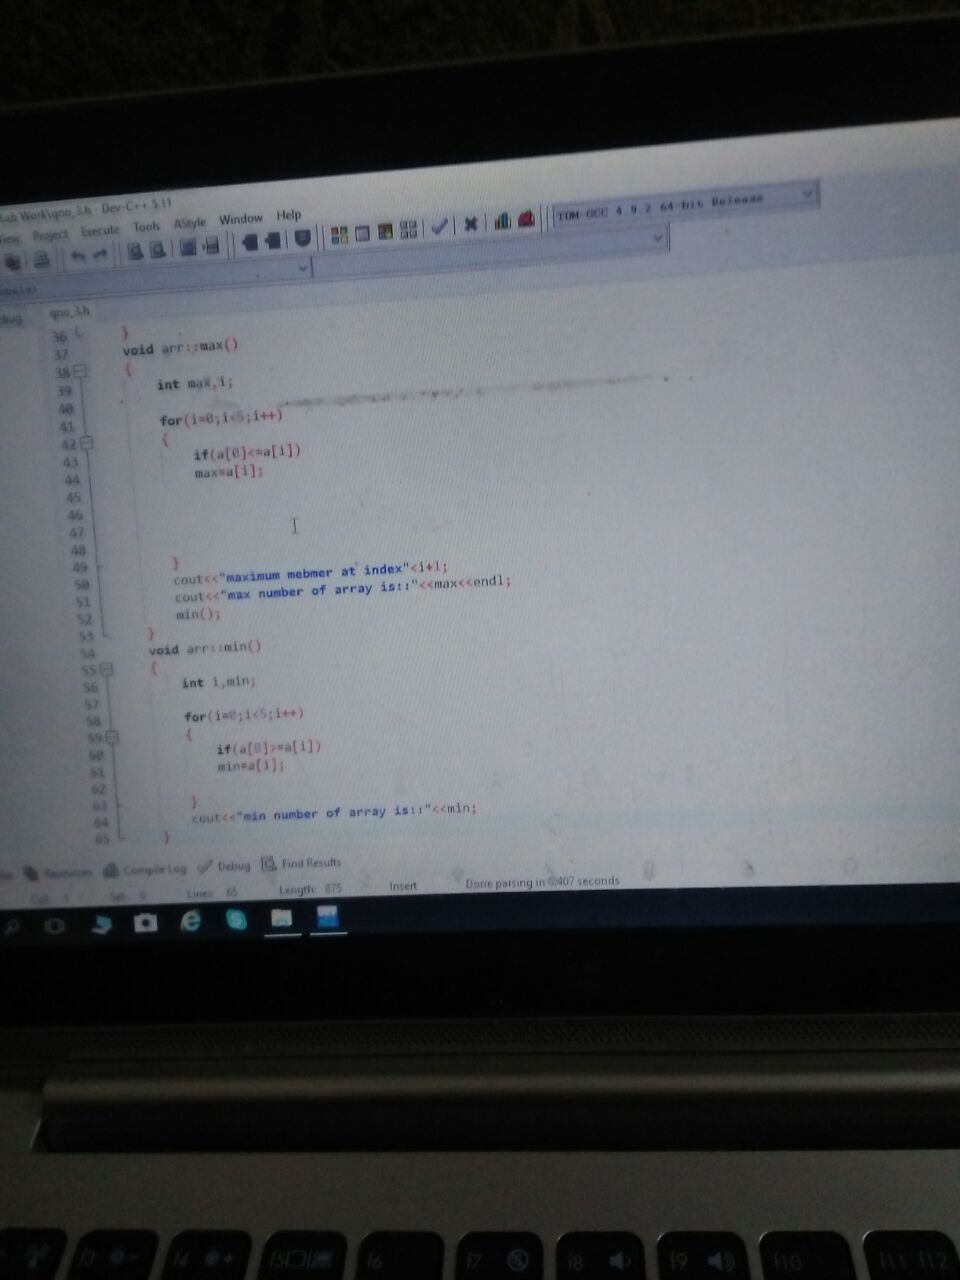 Lab Work\qno_3.h - Dev-C++ 5.11
View Project Execute Tools AStyle Window Help
TDM-GCC 4.9.2 64-bit Release
qno_3.h
36 }
37 void arr::max()
38 {
39 int max,i;
40
41 for(i=0;i<5;i++)
42 {
43 if(a[0]<=a[i])
44 max=a[i];
45
46
47
48
49 }
50 cout<<"maximum mebmer at index"<i+1;
51 cout<<"max number of array is::"<<max<<endl;
52 min();
53 }
54 void arr::min()
55 {
56 int i,min;
57
58 for(i=0;i<5;i++)
59 {
60 if(a[0]>=a[i])
61 min=a[i];
62
63 }
64 cout<<"min number of array is::"<<min;
65 }
Resources Compile Log Debug Find Results
Col: 1 Sel: 0 Lines: 65 Length: 875 Insert Done parsing in 0.407 seconds
f3 f4 f5 f6 f7 f8 f9 f10 f11 f12